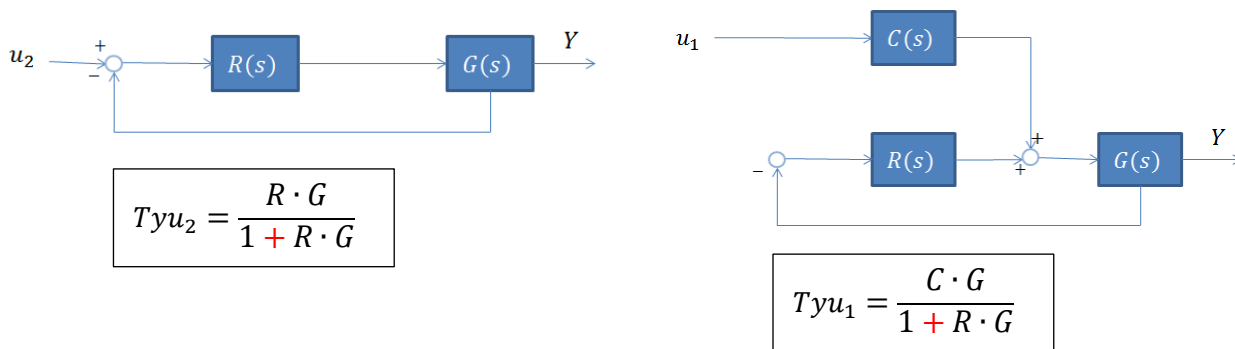 u₂ + − R(s) G(s) Y
Tyu₂ = R · G / 1 + R · G
u₁ C(s)
+
− R(s) + G(s) Y
Tyu₁ = C · G / 1 + R · G